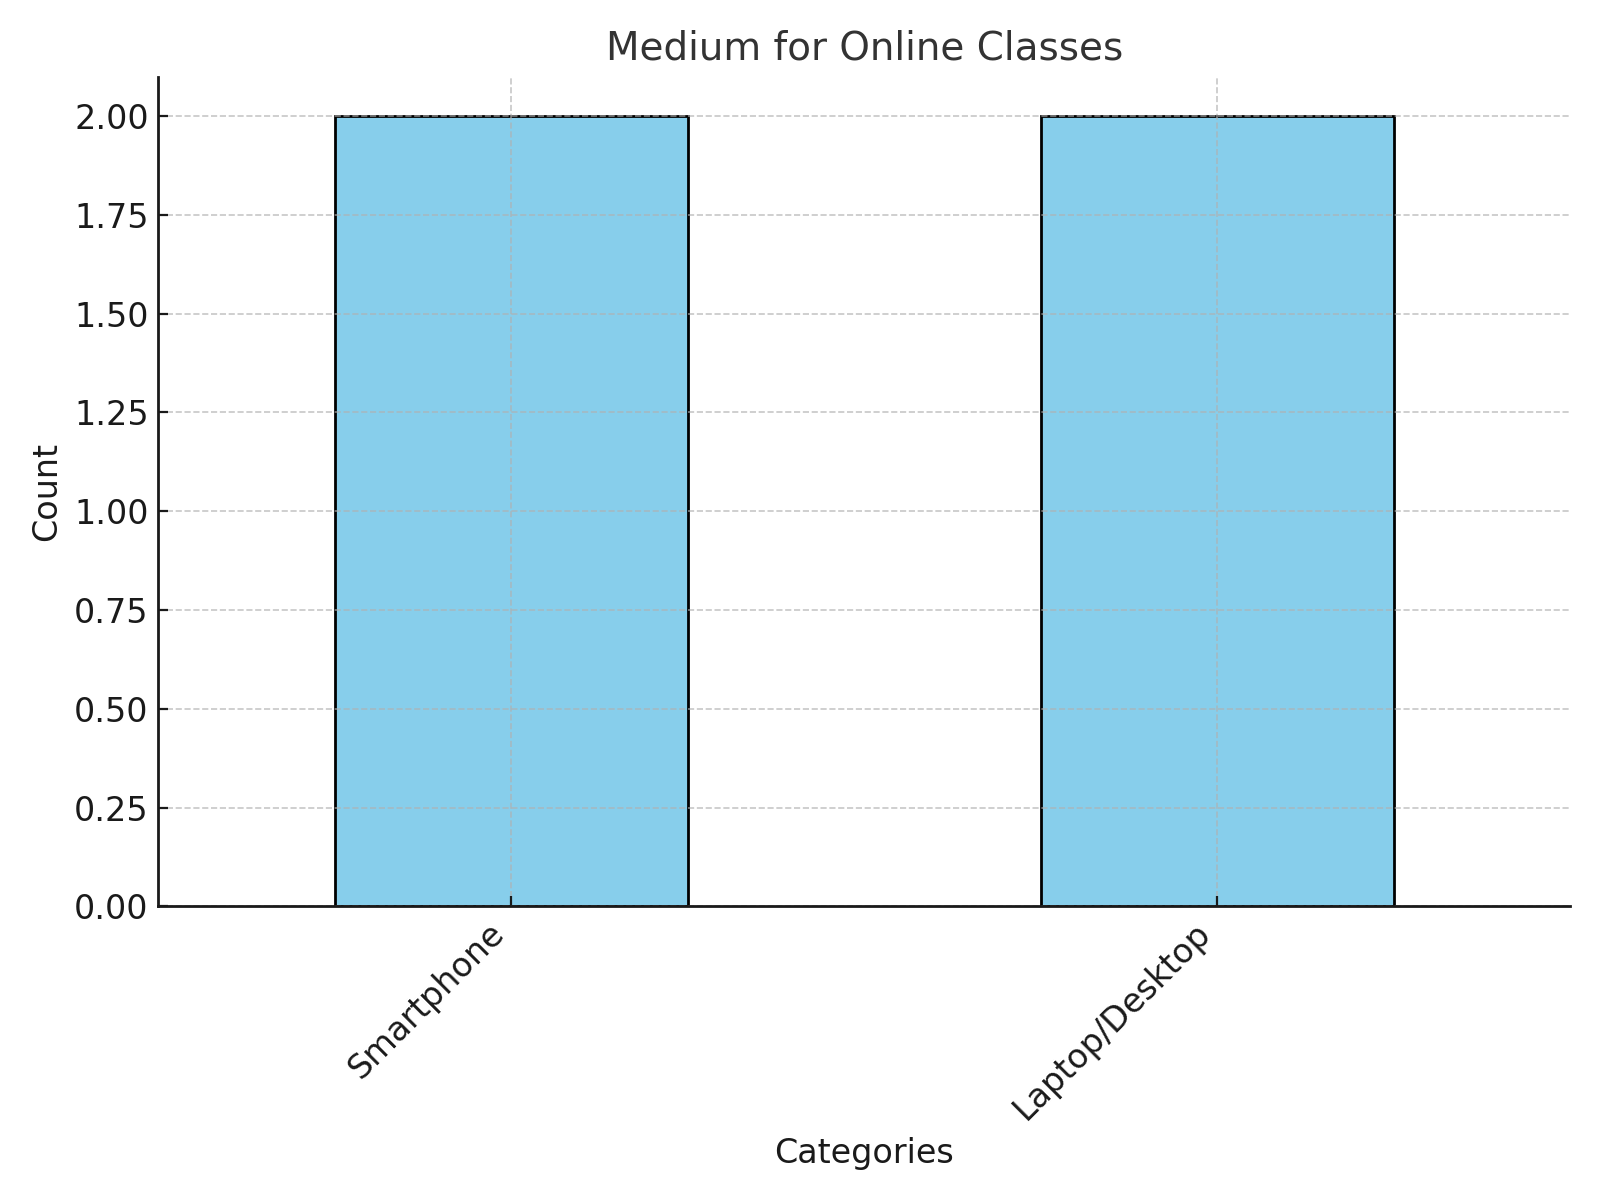 Medium for Online Classes
2.00
1.75
1.50
1.25
1.00
0.75
0.50
0.25
0.00
Count
Smartphone
Laptop/Desktop
Categories